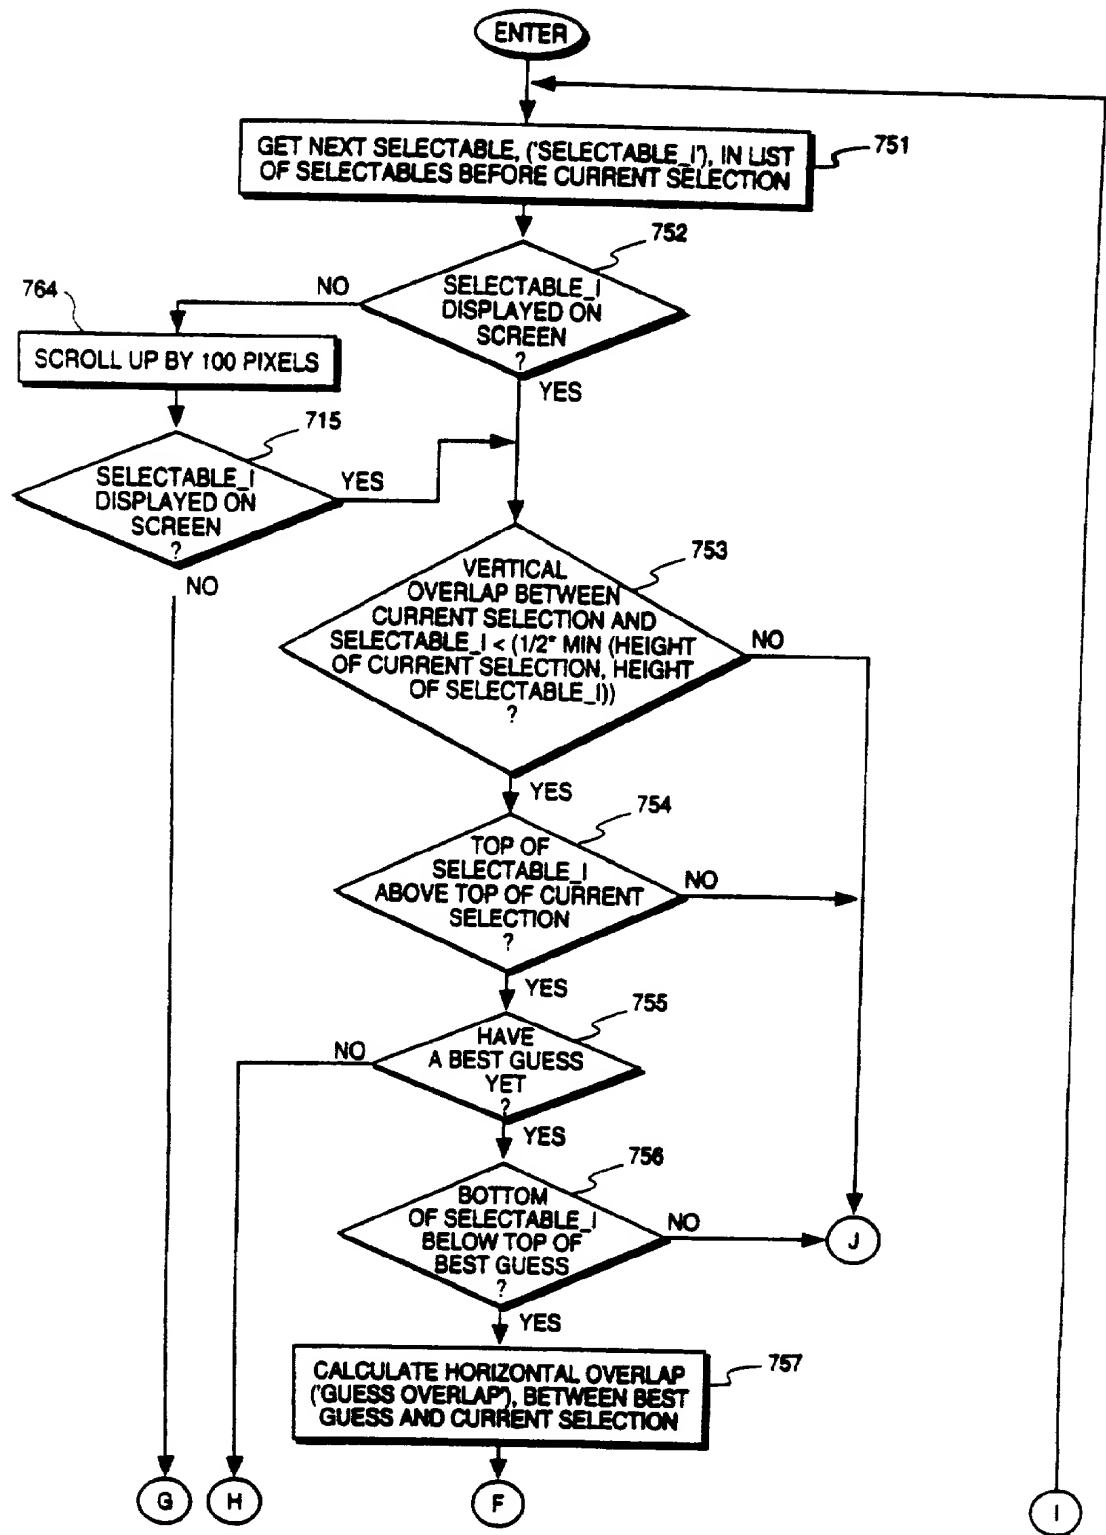 ENTER
GET NEXT SELECTABLE, ('SELECTABLE_I'), IN LIST
OF SELECTABLES BEFORE CURRENT SELECTION
751
752
NO
SELECTABLE_I
DISPLAYED ON
SCREEN
?
YES
764
SCROLL UP BY 100 PIXELS
715
SELECTABLE_I
DISPLAYED ON
SCREEN
?
YES
NO
753
VERTICAL
OVERLAP BETWEEN
CURRENT SELECTION AND
SELECTABLE_I < (1/2* MIN (HEIGHT
OF CURRENT SELECTION, HEIGHT
OF SELECTABLE_I))
?
NO
YES
754
TOP OF
SELECTABLE_I
ABOVE TOP OF CURRENT
SELECTION
?
NO
YES
755
HAVE
A BEST GUESS
YET
?
NO
YES
756
BOTTOM
OF SELECTABLE_I
BELOW TOP OF
BEST GUESS
?
NO
J
YES
757
CALCULATE HORIZONTAL OVERLAP
('GUESS OVERLAP'), BETWEEN BEST
GUESS AND CURRENT SELECTION
G
H
F
I